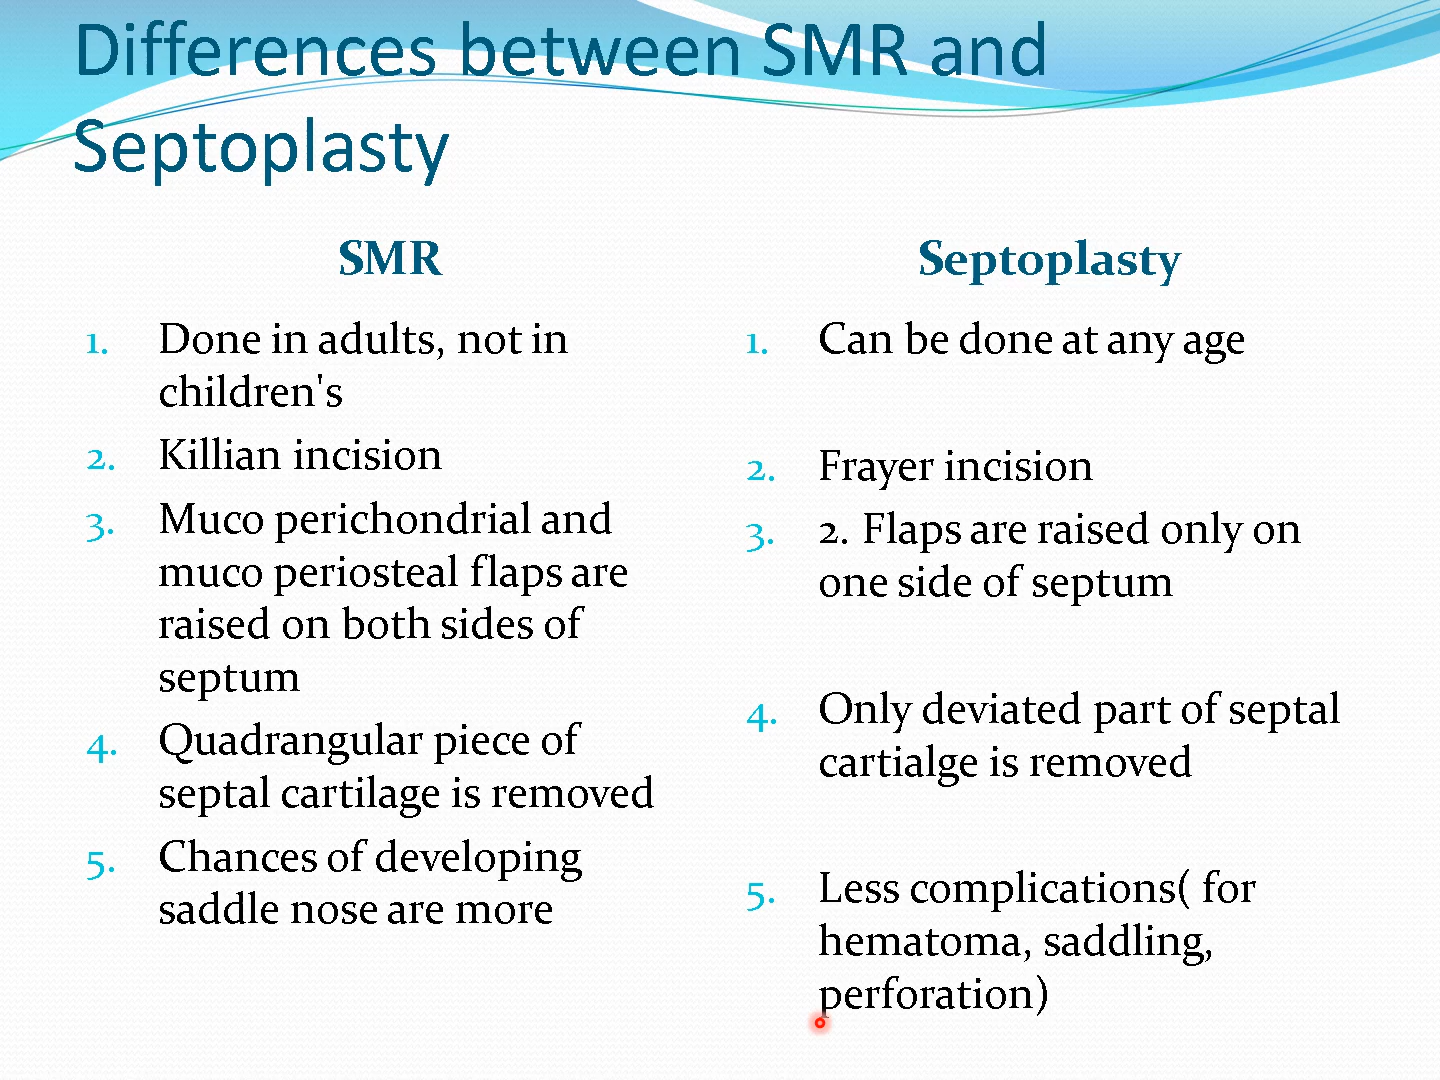 Differences between SMR and
Septoplasty
SMR
1. Done in adults, not in
children's
2. Killian incision
3. Muco perichondrial and
muco periosteal flaps are
raised on both sides of
septum
4. Quadrangular piece of
septal cartilage is removed
5. Chances of developing
saddle nose are more
Septoplasty
1. Can be done at any age
2. Frayer incision
3. 2. Flaps are raised only on
one side of septum
4. Only deviated part of septal
cartialge is removed
5. Less complications( for
hematoma, saddling,
perforation)